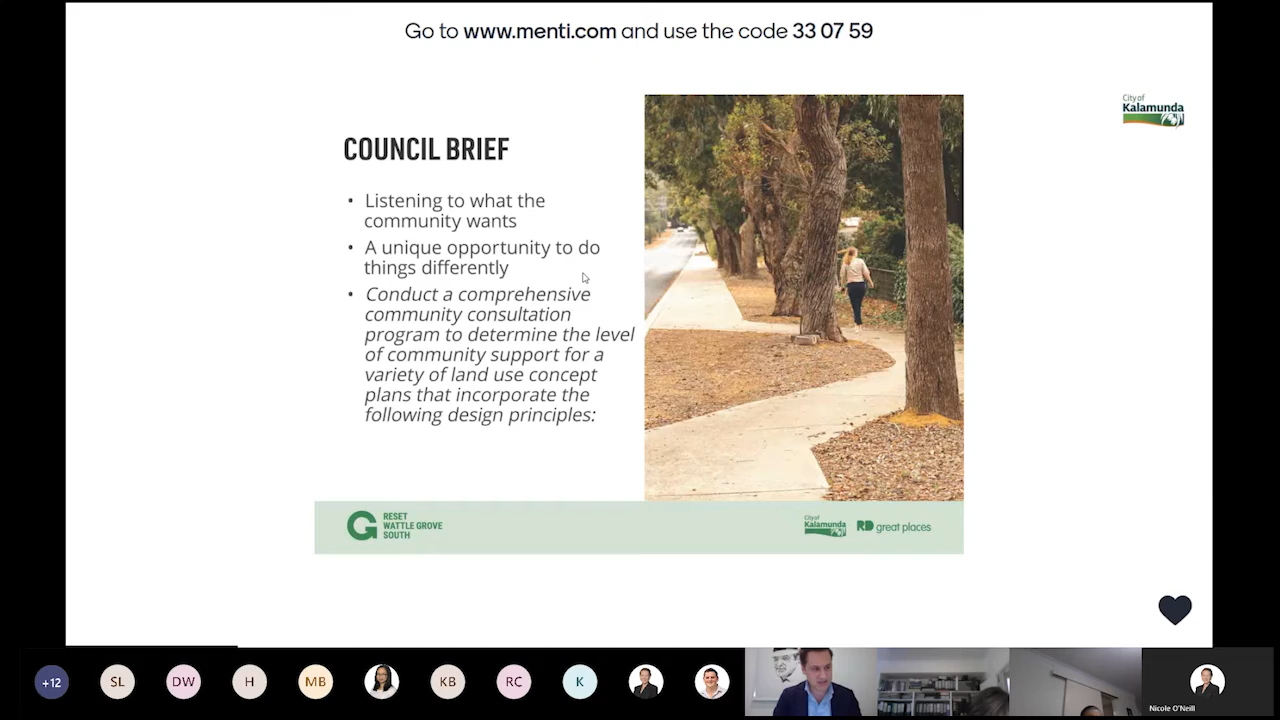 Go to www.menti.com and use the code 33 07 59
City of
Kalamunda
COUNCIL BRIEF
• Listening to what the
community wants
• A unique opportunity to do
things differently
• Conduct a comprehensive
community consultation
program to determine the level
of community support for a
variety of land use concept
plans that incorporate the
following design principles:
RESET
WATTLE GROVE
SOUTH
City of
Kalamunda
RD great places
+12
SL
DW
H
MB
KB
RC
K
Nicole O'Neill